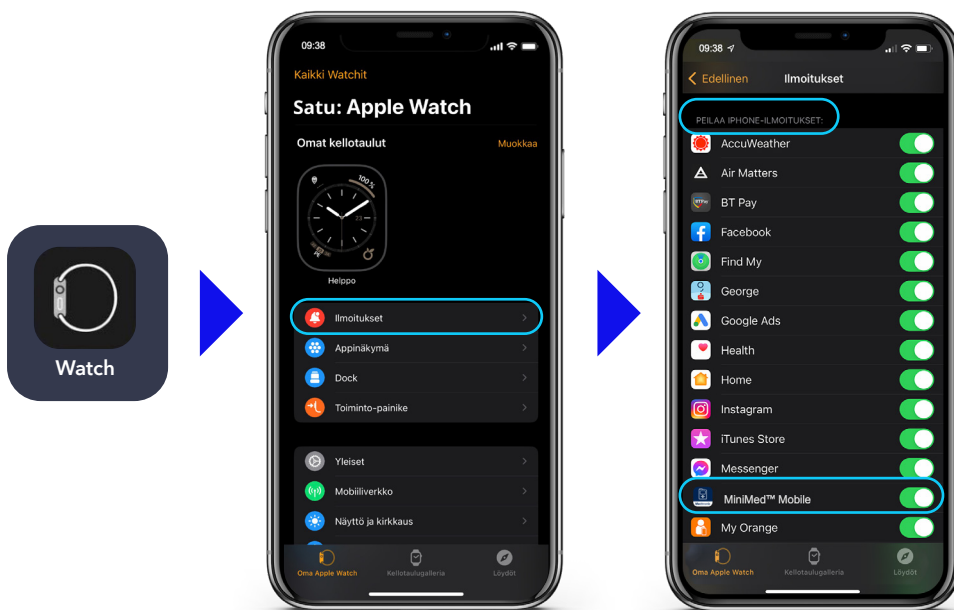 Watch
09:38
Kaikki Watchit
Satu: Apple Watch
Omat kellotaulut
Muokkaa
100%
23
Helppo
Ilmoitukset
Appinäkymä
Dock
Toiminto-painike
Yleiset
Mobiiliverkko
Näyttö ja kirkkaus
Oma Apple Watch
Kellotaulugalleria
Löydöt
09:38
Edellinen
Ilmoitukset
PEILAA IPHONE-ILMOITUKSET:
AccuWeather
Air Matters
BT Pay
Facebook
Find My
George
Google Ads
Health
Home
Instagram
iTunes Store
Messenger
MiniMed™ Mobile
My Orange
Oma Apple Watch
Kellotaulugalleria
Löydöt